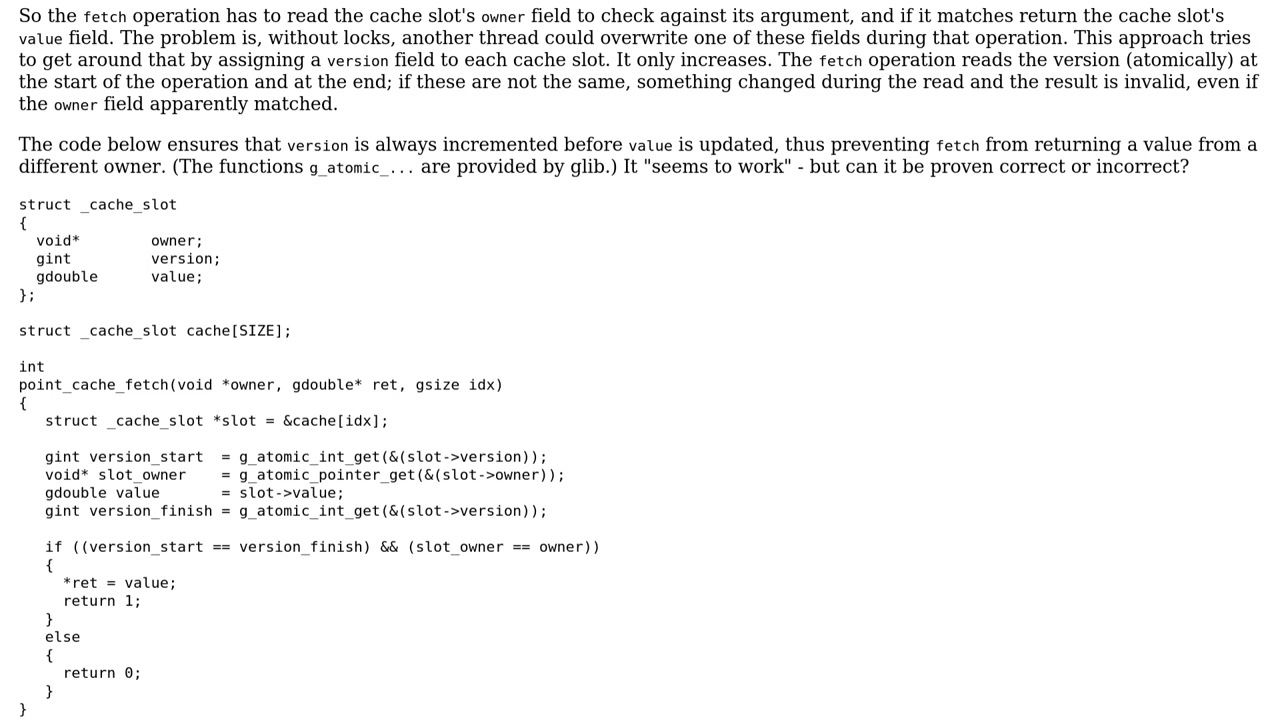 So the fetch operation has to read the cache slot's owner field to check against its argument, and if it matches return the cache slot's
value field. The problem is, without locks, another thread could overwrite one of these fields during that operation. This approach tries
to get around that by assigning a version field to each cache slot. It only increases. The fetch operation reads the version (atomically) at
the start of the operation and at the end; if these are not the same, something changed during the read and the result is invalid, even if
the owner field apparently matched.

The code below ensures that version is always incremented before value is updated, thus preventing fetch from returning a value from a
different owner. (The functions g_atomic_... are provided by glib.) It "seems to work" - but can it be proven correct or incorrect?

struct _cache_slot
{
  void*        owner;
  gint         version;
  gdouble      value;
};

struct _cache_slot cache[SIZE];

int
point_cache_fetch(void *owner, gdouble* ret, gsize idx)
{
   struct _cache_slot *slot = &cache[idx];

   gint version_start  = g_atomic_int_get(&(slot->version));
   void* slot_owner    = g_atomic_pointer_get(&(slot->owner));
   gdouble value       = slot->value;
   gint version_finish = g_atomic_int_get(&(slot->version));

   if ((version_start == version_finish) && (slot_owner == owner))
   {
     *ret = value;
     return 1;
   }
   else
   {
     return 0;
   }
}